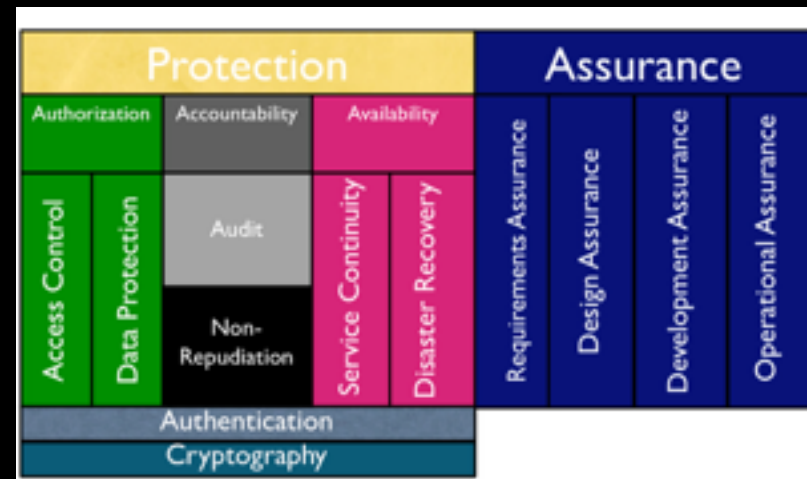 Protection
Assurance
Authorization
Accountability
Availability
Access Control
Data Protection
Audit
Non-
Repudiation
Service Continuity
Disaster Recovery
Requirements Assurance
Design Assurance
Development Assurance
Operational Assurance
Authentication
Cryptography